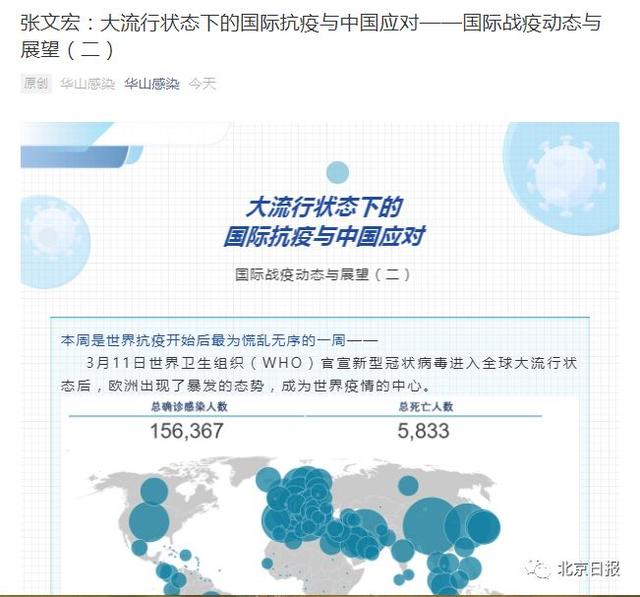 张文宏：大流行状态下的国际抗疫与中国应对——国际战疫动态与
展望（二）
原创 华山感染 华山感染 今天
大流行状态下的
国际抗疫与中国应对
国际战疫动态与展望（二）
本周是世界抗疫开始后最为慌乱无序的一周——
3月11日世界卫生组织（WHO）官宣新型冠状病毒进入全球大流行状
态后，欧洲出现了暴发的态势，成为世界疫情的中心。
总确诊感染人数 总死亡人数
156,367 5,833
北京日报